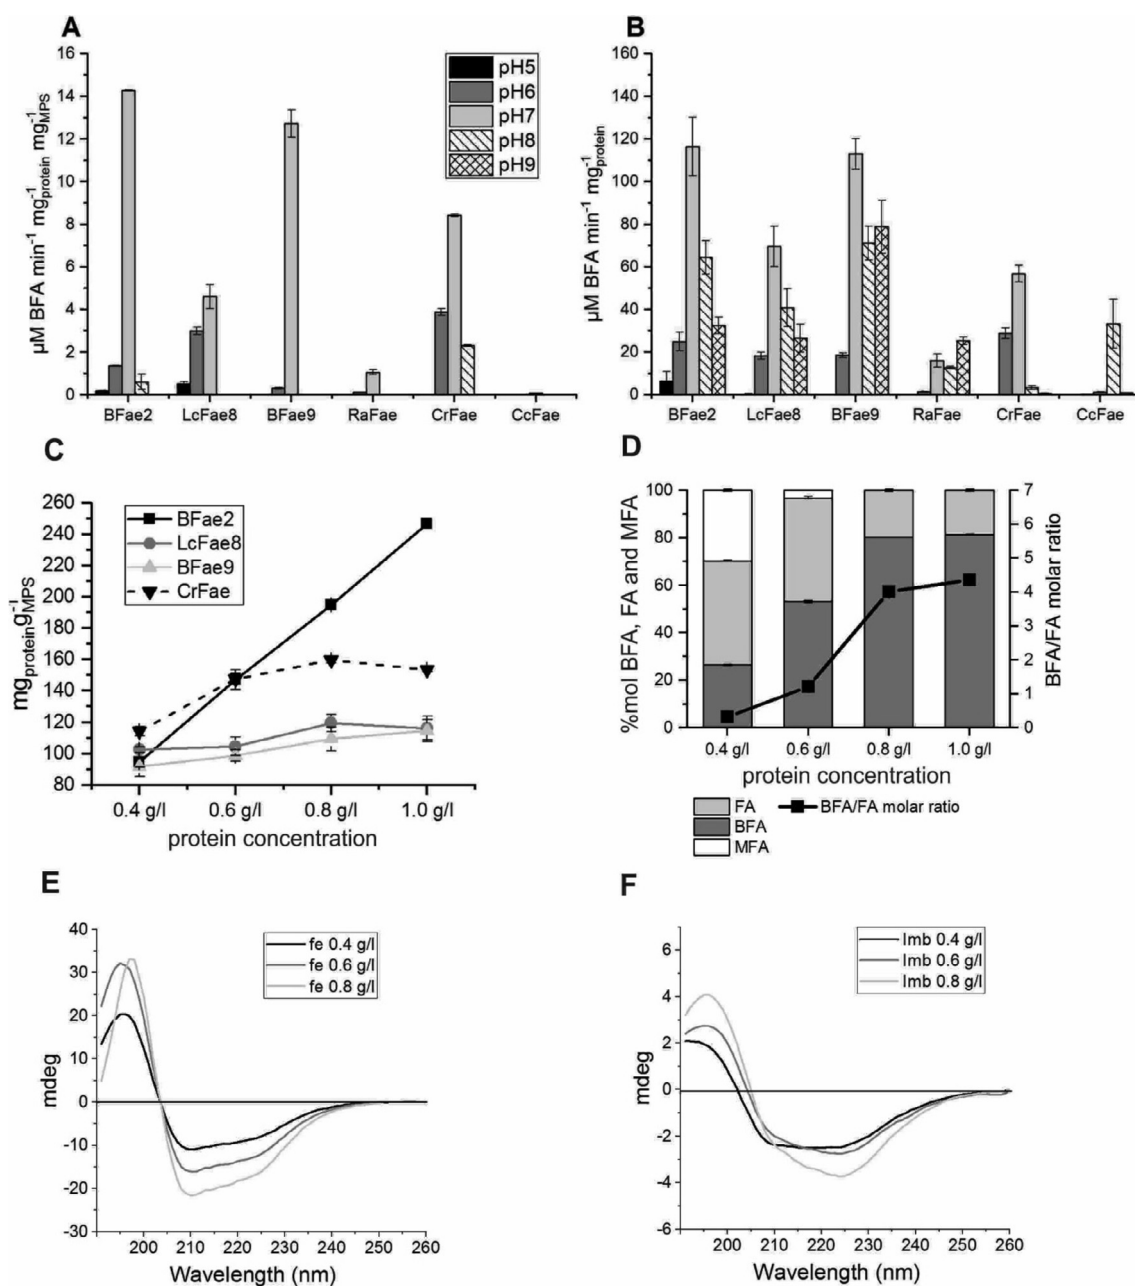 A
16
14
12
10
8
6
4
2
0
µM BFA min⁻¹ mg⁻¹protein mg⁻¹MPS
pH5
pH6
pH7
pH8
pH9
BFae2 LcFae8 BFae9 RaFae CrFae CcFae
B
160
140
120
100
80
60
40
20
0
µM BFA min⁻¹ mg⁻¹protein
BFae2 LcFae8 BFae9 RaFae CrFae CcFae
C
260
240
220
200
180
160
140
120
100
80
mgproteing⁻¹MPS
BFae2
LcFae8
BFae9
CrFae
0.4 g/l 0.6 g/l 0.8 g/l 1.0 g/l
protein concentration
D
100
80
60
40
20
0
%mol BFA, FA and MFA
7
6
5
4
3
2
1
0
BFA/FA molar ratio
0.4 g/l 0.6 g/l 0.8 g/l 1.0 g/l
protein concentration
FA BFA/FA molar ratio
BFA
MFA
E
40
30
20
10
0
-10
-20
-30
mdeg
fe 0.4 g/l
fe 0.6 g/l
fe 0.8 g/l
200 210 220 230 240 250 260
Wavelength (nm)
F
6
4
2
0
-2
-4
-6
mdeg
Imb 0.4 g/l
Imb 0.6 g/l
Imb 0.8 g/l
200 210 220 230 240 250 260
Wavelength (nm)